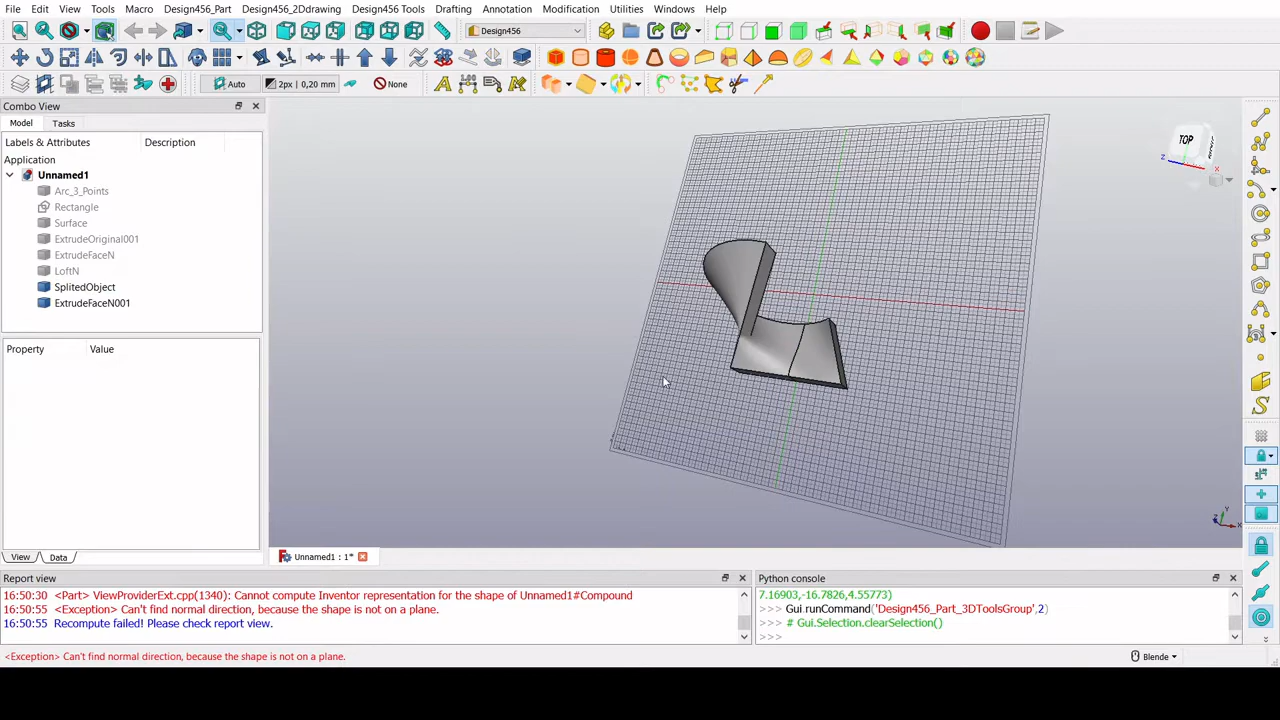 File Edit View Tools Design456_Part Design456_2Ddrawing Design456 Tools Drafting Annotation Modification Utilities Windows Help
Design456
Auto 2px | 0,20 mm None
Combo View
Model Tasks
Labels & Attributes Description
Application
Unnamed1
Arc_3_Points
Rectangle
Surface
ExtrudeOriginal001
ExtrudeFaceN
LoftN
SplitedObject
ExtrudeFaceN001
Property Value
TOP
Z
X
Y
View Data
Unnamed1 : 1*
Report view
16:50:30 <Part> ViewProviderExt.cpp(1340): Cannot compute Inventor representation for the shape of Unnamed1#Compound
16:50:55 <Exception> Can't find normal direction, because the shape is not on a plane.
16:50:55 Recompute failed! Please check report view.
Python console
7.16903,-16.7826,4.55773)
>>> Gui.runCommand('Design456_Part_3DToolsGroup',2)
>>> # Gui.Selection.clearSelection()
>>>
<Exception> Can't find normal direction, because the shape is not on a plane.
Blende